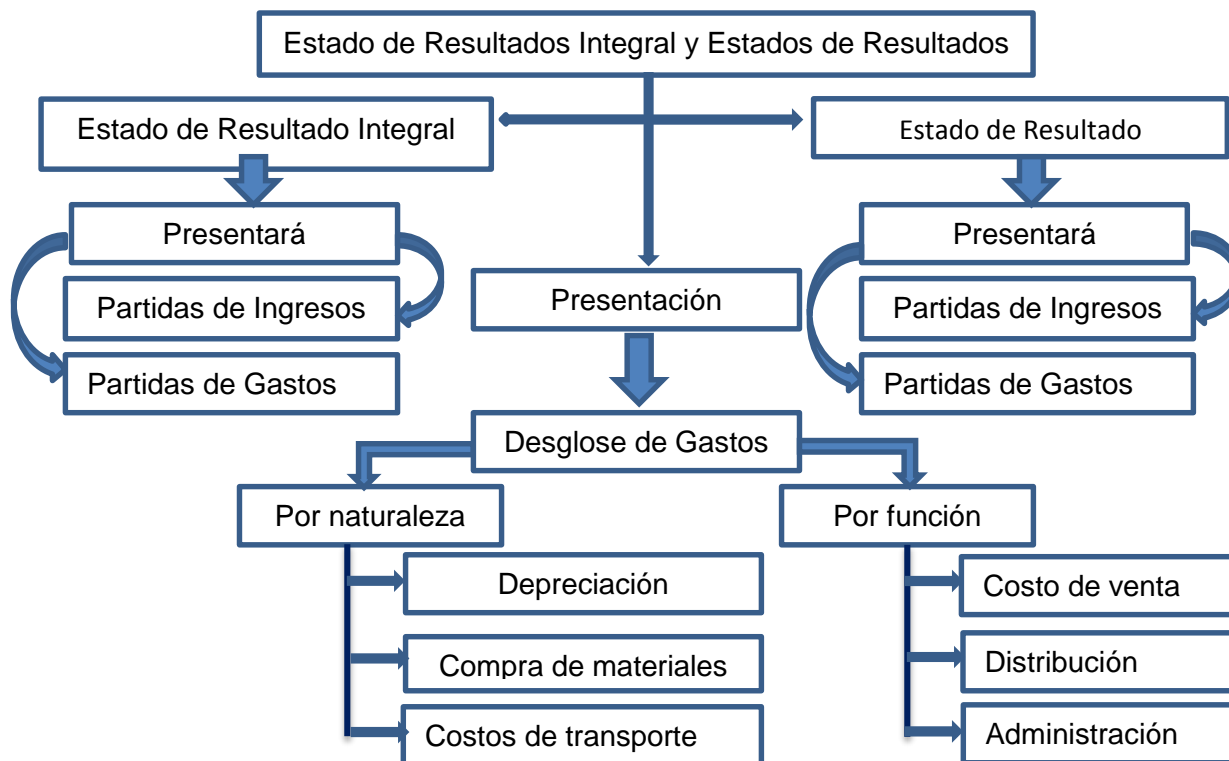 Estado de Resultados Integral y Estados de Resultados
Estado de Resultado Integral
Estado de Resultado
Presentará
Presentará
Partidas de Ingresos
Presentación
Partidas de Ingresos
Partidas de Gastos
Partidas de Gastos
Desglose de Gastos
Por naturaleza
Por función
Depreciación
Costo de venta
Compra de materiales
Distribución
Costos de transporte
Administración